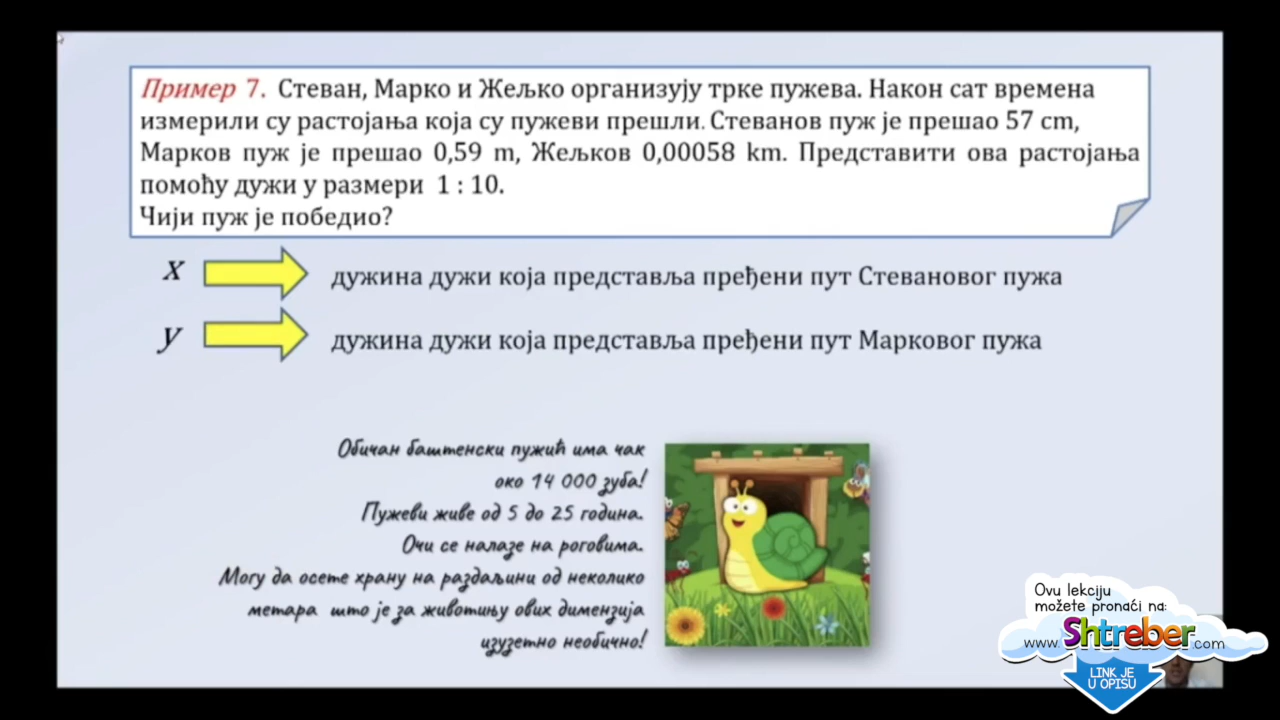 Пример 7. Стеван, Марко и Жељко организују трке пужева. Након сат времена
измерили су растојања која су пужеви прешли. Стеванов пуж је прешао 57 cm,
Марков пуж је прешао 0,59 m, Жељков 0,00058 km. Представити ова растојања
помоћу дужи у размери 1 : 10.
Чији пуж је победио?
x дужина дужи која представља пређени пут Стевановог пужа
y дужина дужи која представља пређени пут Марковог пужа
Обичан баштенски пужић има чак
око 14 000 зуба!
Пужеви живе од 5 до 25 година.
Очи се налазе на роговима.
Могу да осете храну на раздаљини од неколико
метара што је за животињу ових димензија
изузетно необично!
Ovu lekciju
možete pronaći na:
www.Shtreber.com
LINK JE
U OPISU